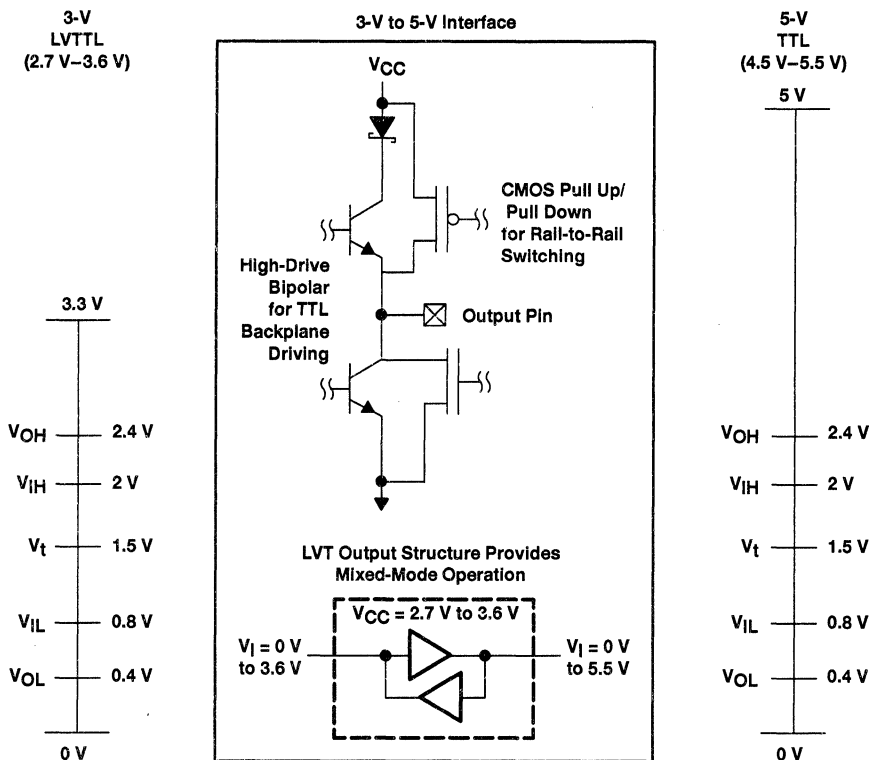 3-V
LVTTL
(2.7 V–3.6 V)
3.3 V
VOH 2.4 V
VIH 2 V
Vt 1.5 V
VIL 0.8 V
VOL 0.4 V
0 V
3-V to 5-V Interface
VCC
CMOS Pull Up/
Pull Down
for Rail-to-Rail
Switching
High-Drive
Bipolar
for TTL
Backplane
Driving
Output Pin
LVT Output Structure Provides
Mixed-Mode Operation
VCC = 2.7 V to 3.6 V
VI = 0 V
to 3.6 V
VI = 0 V
to 5.5 V
5-V
TTL
(4.5 V–5.5 V)
5 V
VOH 2.4 V
VIH 2 V
Vt 1.5 V
VIL 0.8 V
VOL 0.4 V
0 V